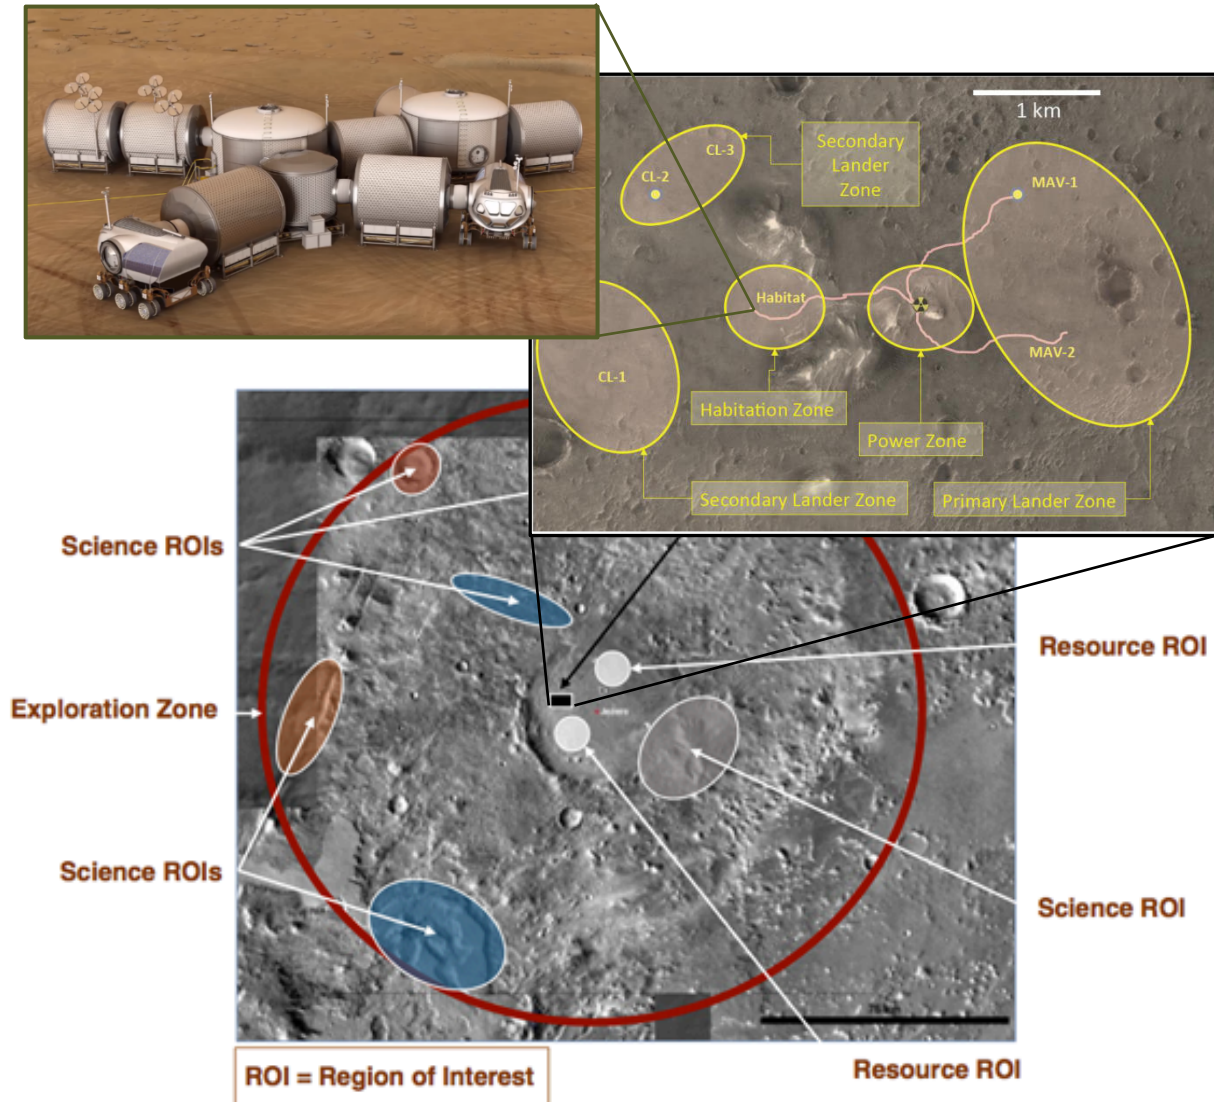 1 km
Secondary
Lander
Zone
CL-3
CL-2
MAV-1
Habitat
MAV-2
CL-1
Habitation Zone
Power Zone
Secondary Lander Zone
Primary Lander Zone
Science ROIs
Resource ROI
Exploration Zone
Science ROIs
Science ROI
Resource ROI
ROI = Region of Interest